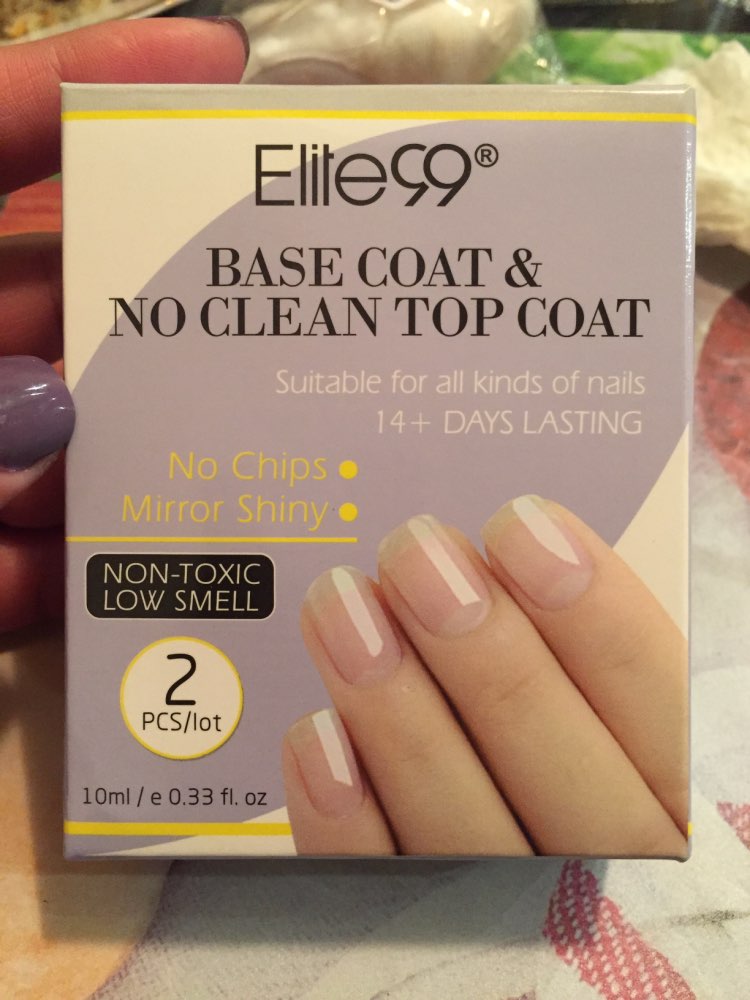 Elite99®
BASE COAT &
NO CLEAN TOP COAT
Suitable for all kinds of nails
14+ DAYS LASTING
No Chips
Mirror Shiny
NON-TOXIC
LOW SMELL
2
PCS/lot
10ml / e 0.33 fl. oz